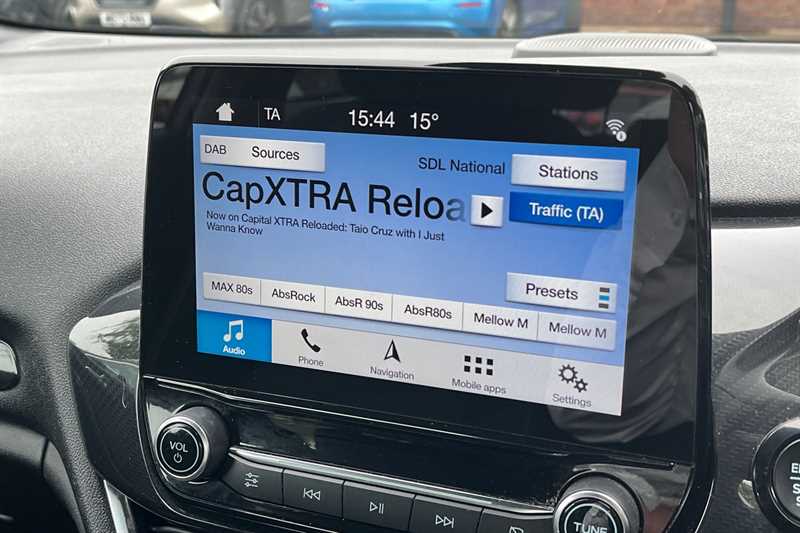 TA
15:44 15°
DAB Sources
SDL National
Stations
CapXTRA Reloa
Traffic (TA)
Now on Capital XTRA Reloaded: Taio Cruz with I Just
Wanna Know
Presets
MAX 80s
AbsRock
AbsR 90s
AbsR80s
Mellow M
Mellow M
Audio
Phone
Navigation
Mobile apps
Settings
VOL
TUNE